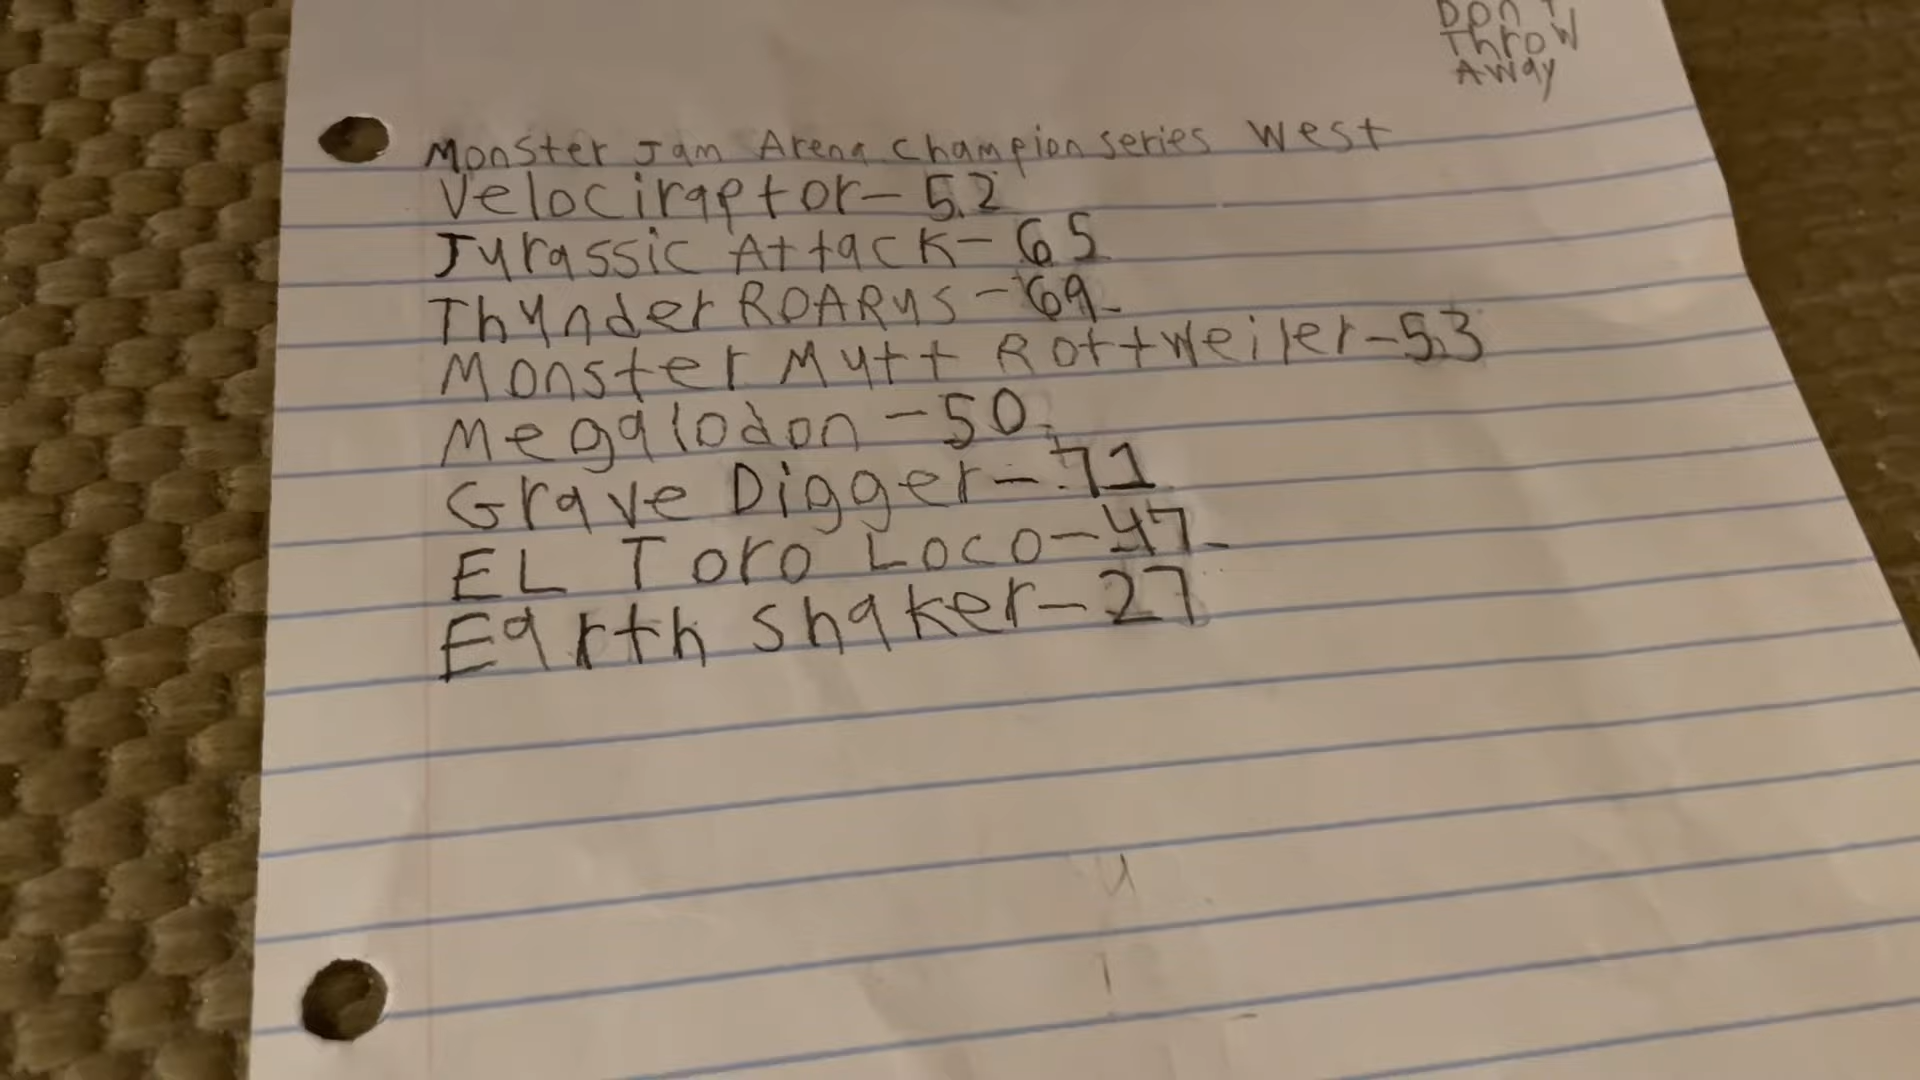 Don't
Throw
Away
Monster Jam Arena Champion series West
Velociraptor- 52
Jurassic Attack- 65
Thunder ROARUS - 69
Monster Mutt Rottweiler-53
Megalodon -50
Grave Digger- 71
EL Toro Loco-47
Earth shaker-27